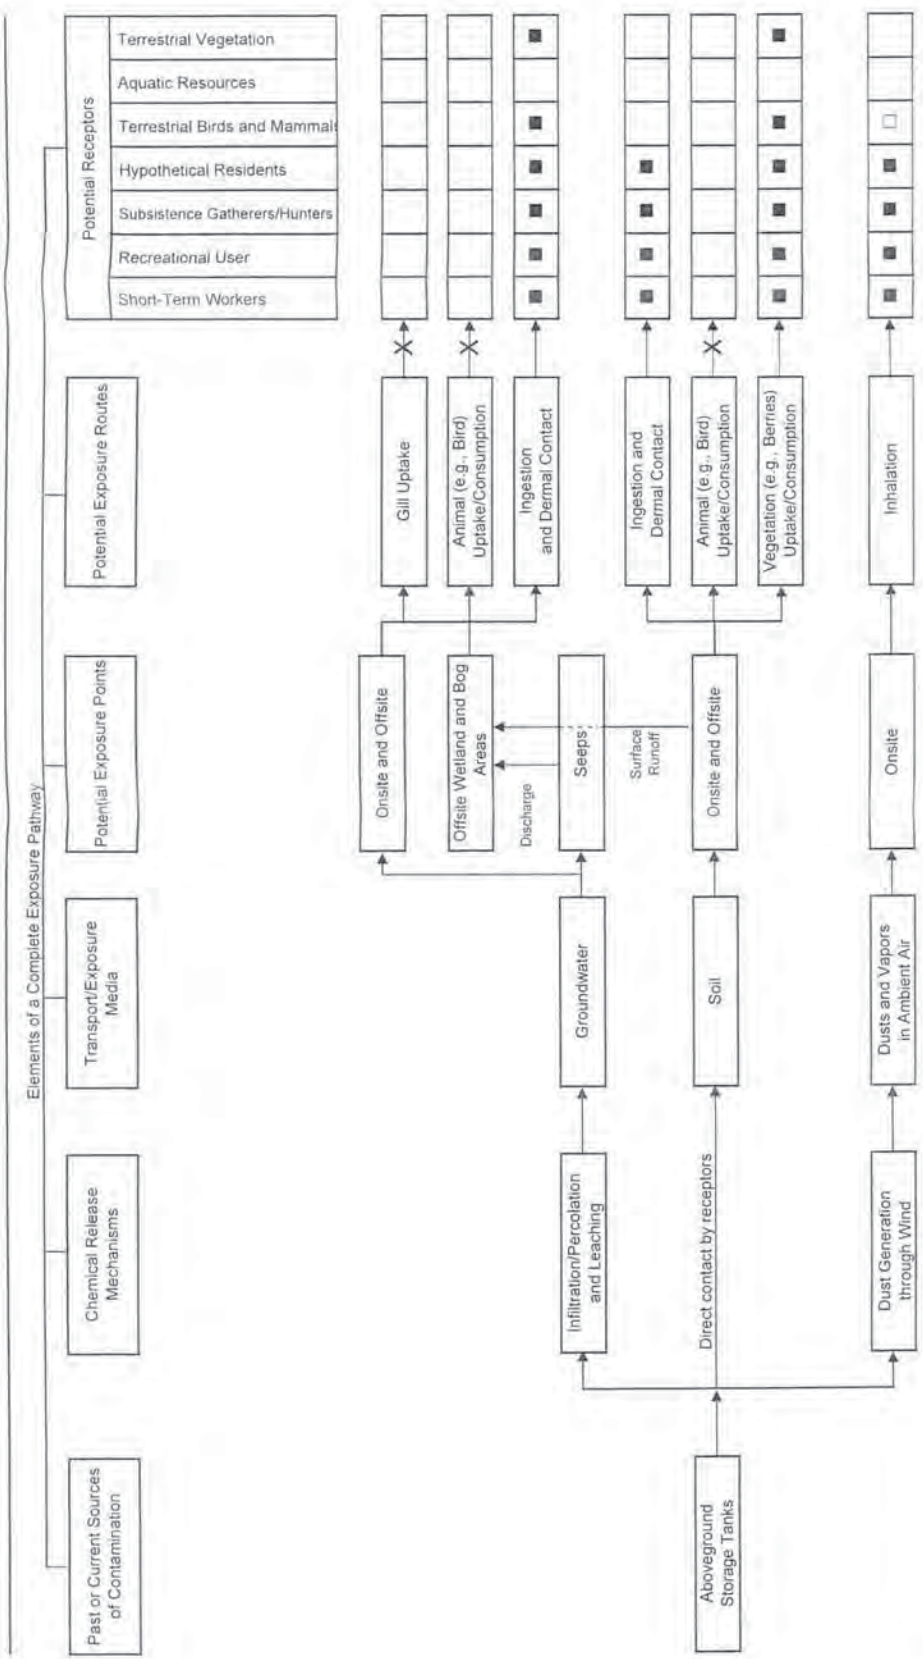 Elements of a Complete Exposure Pathway
Past or Current Sources
of Contamination
Chemical Release
Mechanisms
Transport/Exposure
Media
Potential Exposure Points
Potential Exposure Routes
Potential Receptors
Short-Term Workers
Recreational User
Subsistence Gatherers/Hunters
Hypothetical Residents
Terrestrial Birds and Mammals
Aquatic Resources
Terrestrial Vegetation
Onsite and Offsite
Gill Uptake
X
Offsite Wetland and Bog
Areas
Animal (e.g., Bird)
Uptake/Consumption
X
Discharge
Ingestion
and Dermal Contact
Infiltration/Percolation
and Leaching
Groundwater
Seeps
Surface
Runoff
Ingestion and
Dermal Contact
Aboveground
Storage Tanks
Direct contact by receptors
Soil
Onsite and Offsite
Animal (e.g., Bird)
Uptake/Consumption
X
Vegetation (e.g., Berries)
Uptake/Consumption
Dust Generation
through Wind
Dusts and Vapors
in Ambient Air
Onsite
Inhalation